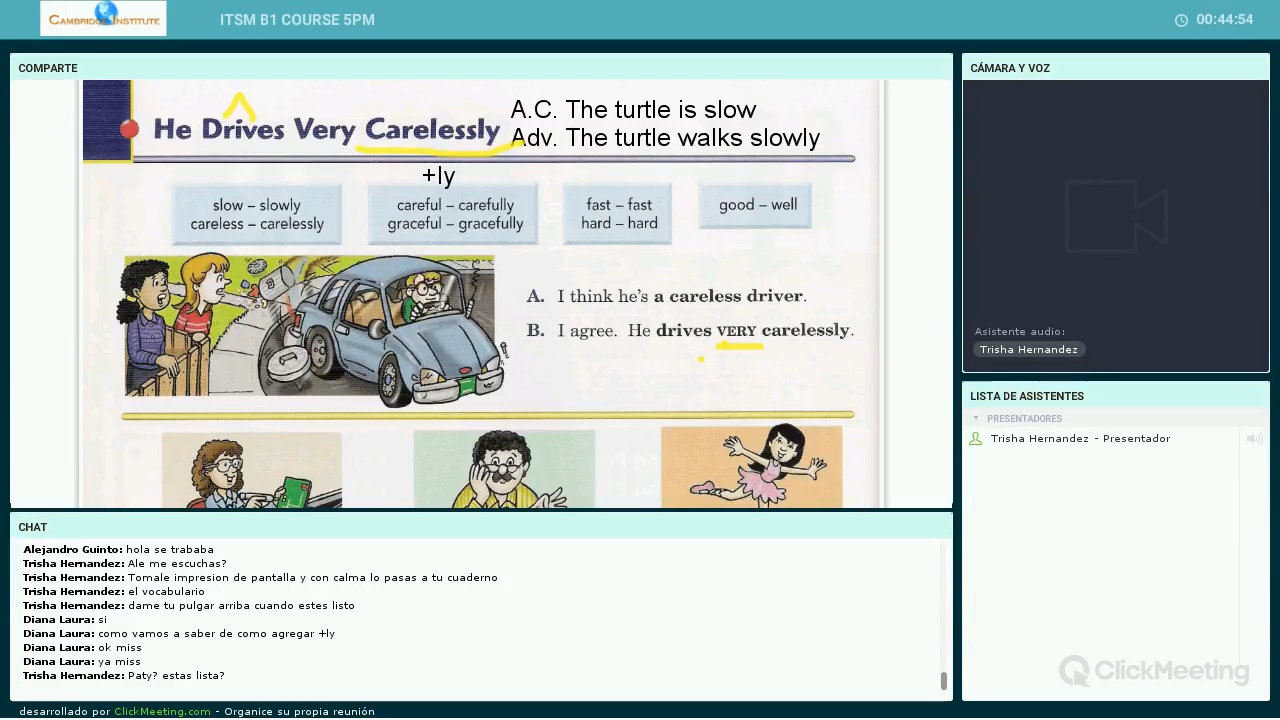 CAMBRIDGE INSTITUTE
ITSM B1 COURSE 5PM
00:44:54
COMPARTE
He Drives Very Carelessly
A.C. The turtle is slow
Adv. The turtle walks slowly
+ly
slow – slowly
careless – carelessly
careful – carefully
graceful – gracefully
fast – fast
hard – hard
good – well
A. I think he's a careless driver.
B. I agree. He drives VERY carelessly.
CÁMARA Y VOZ
Asistente audio:
Trisha Hernandez
LISTA DE ASISTENTES
PRESENTADORES
Trisha Hernandez - Presentador
CHAT
Alejandro Guinto: hola se trababa
Trisha Hernandez: Ale me escuchas?
Trisha Hernandez: Tomale impresion de pantalla y con calma lo pasas a tu cuaderno
Trisha Hernandez: el vocabulario
Trisha Hernandez: dame tu pulgar arriba cuando estes listo
Diana Laura: si
Diana Laura: como vamos a saber de como agregar +ly
Diana Laura: ok miss
Diana Laura: ya miss
Trisha Hernandez: Paty? estas lista?
ClickMeeting
desarrollado por ClickMeeting.com - Organice su propia reunión